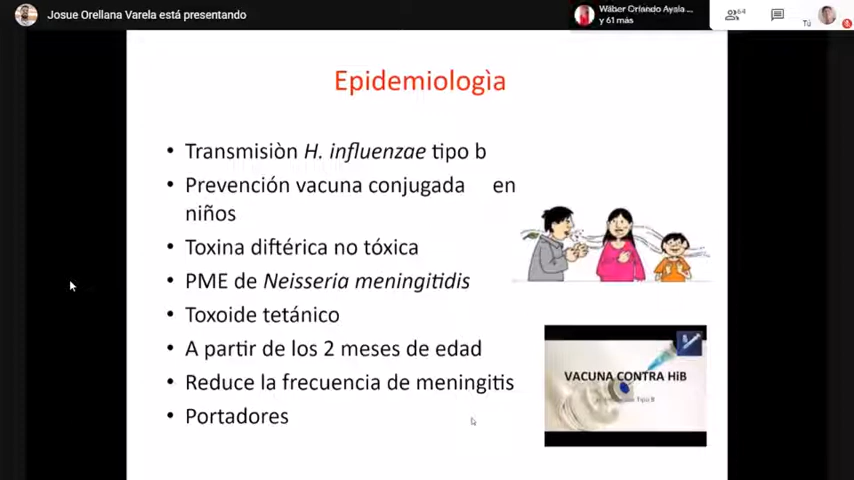 Josue Orellana Varela está presentando
Wilber Orlando Ayala ...
y 61 más
64
Tú
Epidemiologìa
• Transmisiòn H. influenzae tipo b
• Prevención vacuna conjugada en
niños
• Toxina diftérica no tóxica
• PME de Neisseria meningitidis
• Toxoide tetánico
• A partir de los 2 meses de edad
• Reduce la frecuencia de meningitis
• Portadores
VACUNA CONTRA HiB
Tipo B